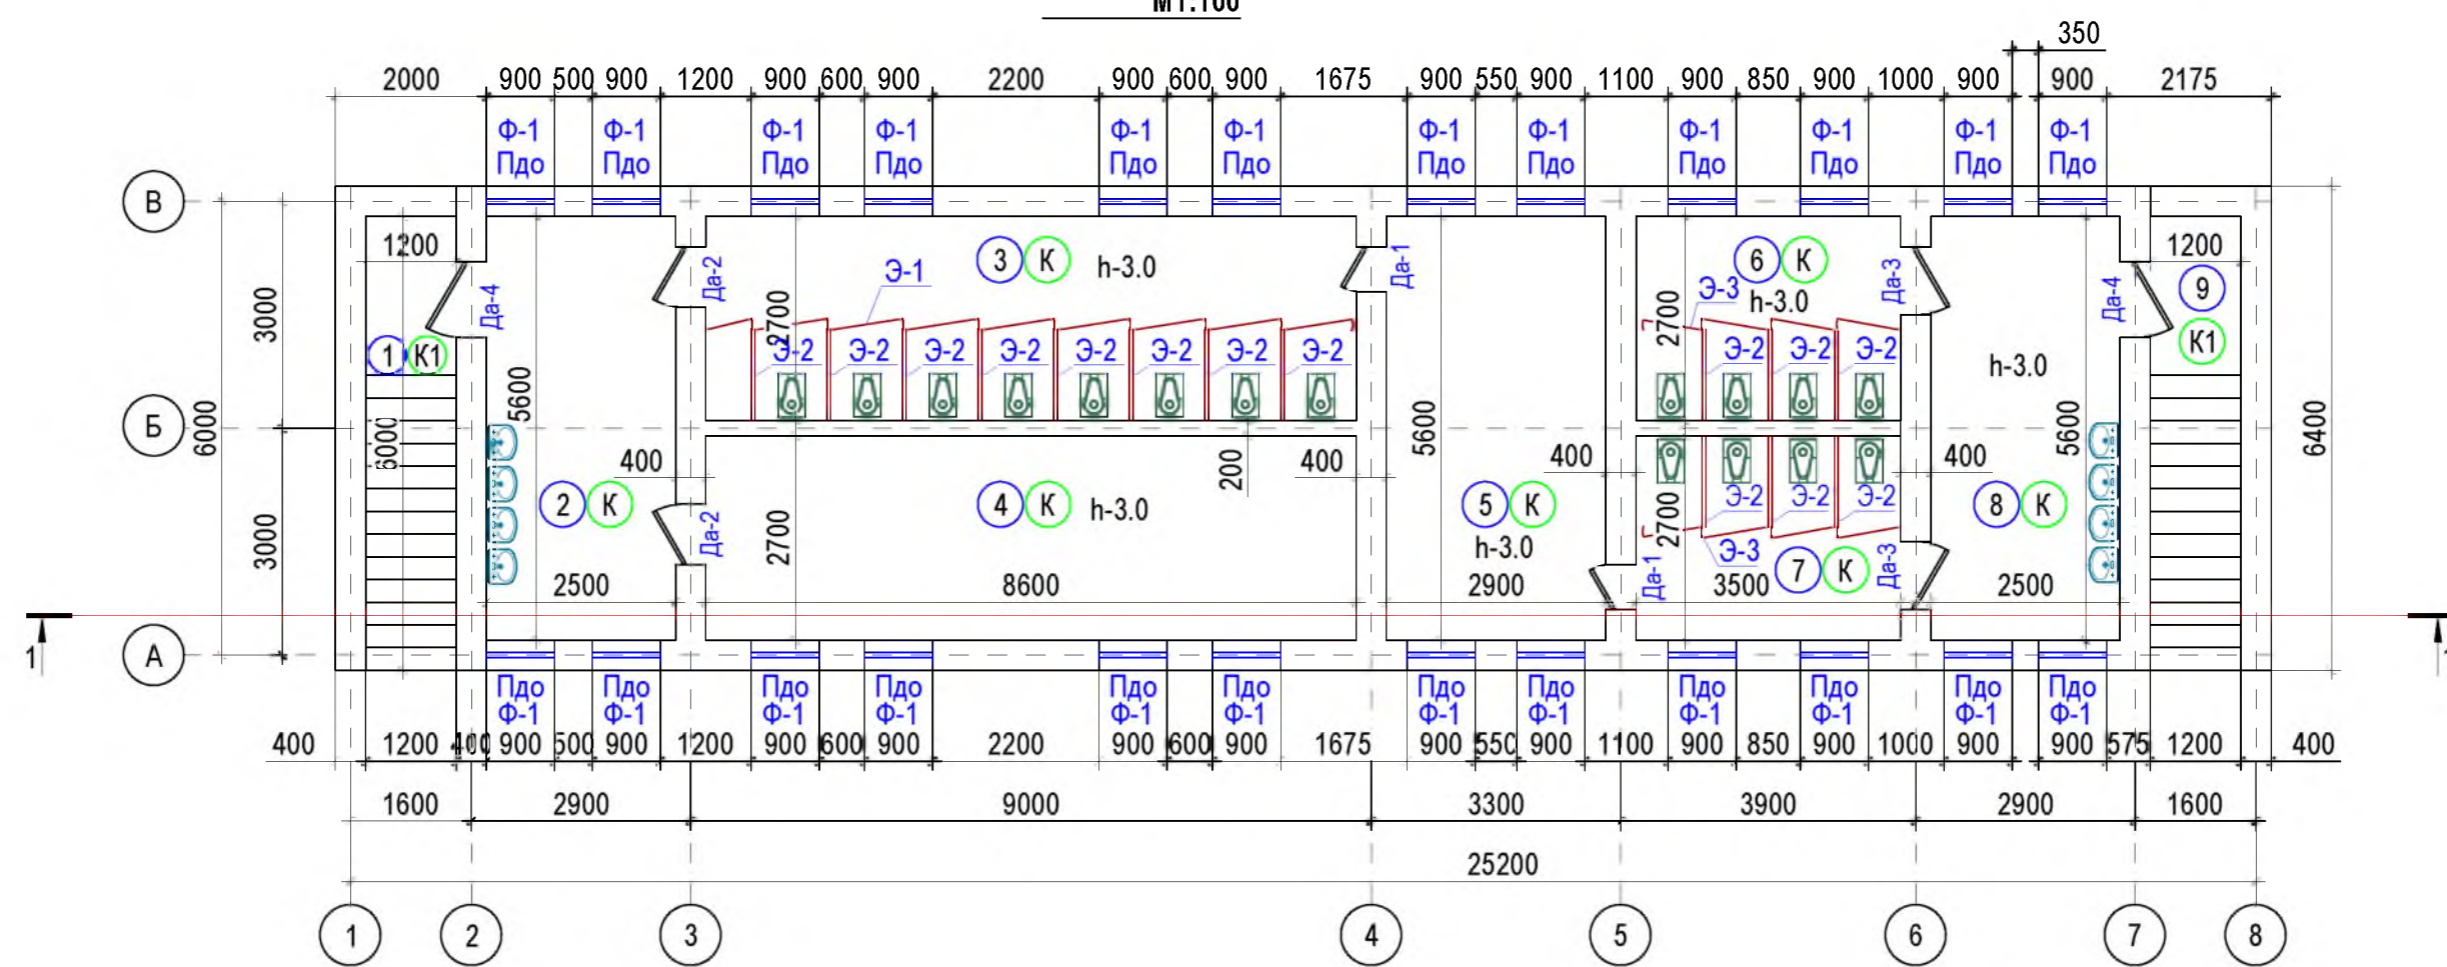 М1:100
350
2000 900 500 900 1200 900 600 900 2200 900 600 900 1675 900 550 900 1100 900 850 900 1000 900 900 2175
Ф-1 Ф-1 Ф-1 Ф-1 Ф-1 Ф-1 Ф-1 Ф-1 Ф-1 Ф-1 Ф-1 Ф-1
Пдо Пдо Пдо Пдо Пдо Пдо Пдо Пдо Пдо Пдо Пдо Пдо
В
1200 3 К h-3.0 6 К 1200
Э-1 Да-2 Да-1 Да-3 9
Да-4 2700 Э-3 h-3.0 2700 Да-4
3000 1 К1 К1
Э-2 Э-2 Э-2 Э-2 Э-2 Э-2 Э-2 Э-2 Э-2 Э-2 Э-2
h-3.0
5600 5600 5600
Б 6000 6000 6400
400 200 400 400 400
2 К 4 К h-3.0 5 К Э-2 Э-2 Э-2 8 К
3000 Да-2 2700 h-3.0 2700 Э-3 7 К Да-3
2500 8600 2900 Да-1 3500 2500
1 А
Пдо Пдо Пдо Пдо Пдо Пдо Пдо Пдо Пдо Пдо Пдо Пдо
Ф-1 Ф-1 Ф-1 Ф-1 Ф-1 Ф-1 Ф-1 Ф-1 Ф-1 Ф-1 Ф-1 Ф-1
400 1200 400 900 500 900 1200 900 600 900 2200 900 600 900 1675 900 550 900 1100 900 850 900 1000 900 900 575 1200 400
1600 2900 9000 3300 3900 2900 1600
25200
1 2 3 4 5 6 7 8